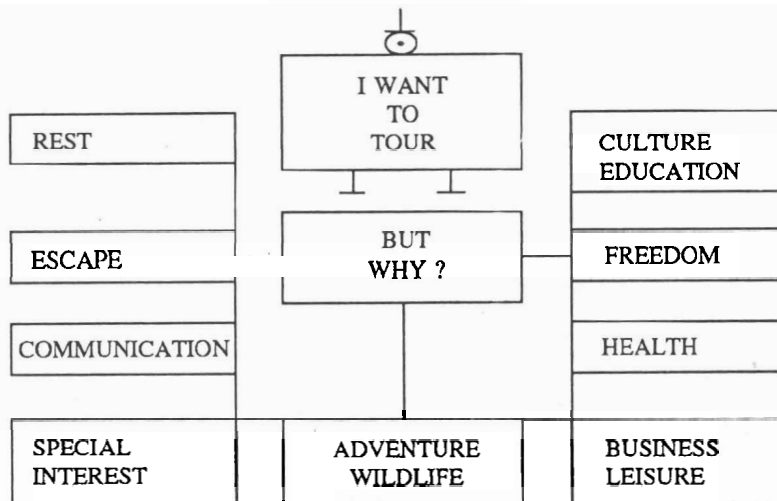 I WANT
TO
TOUR
REST
CULTURE
EDUCATION
BUT
WHY ?
ESCAPE
FREEDOM
COMMUNICATION
HEALTH
SPECIAL
INTEREST
ADVENTURE
WILDLIFE
BUSINESS
LEISURE